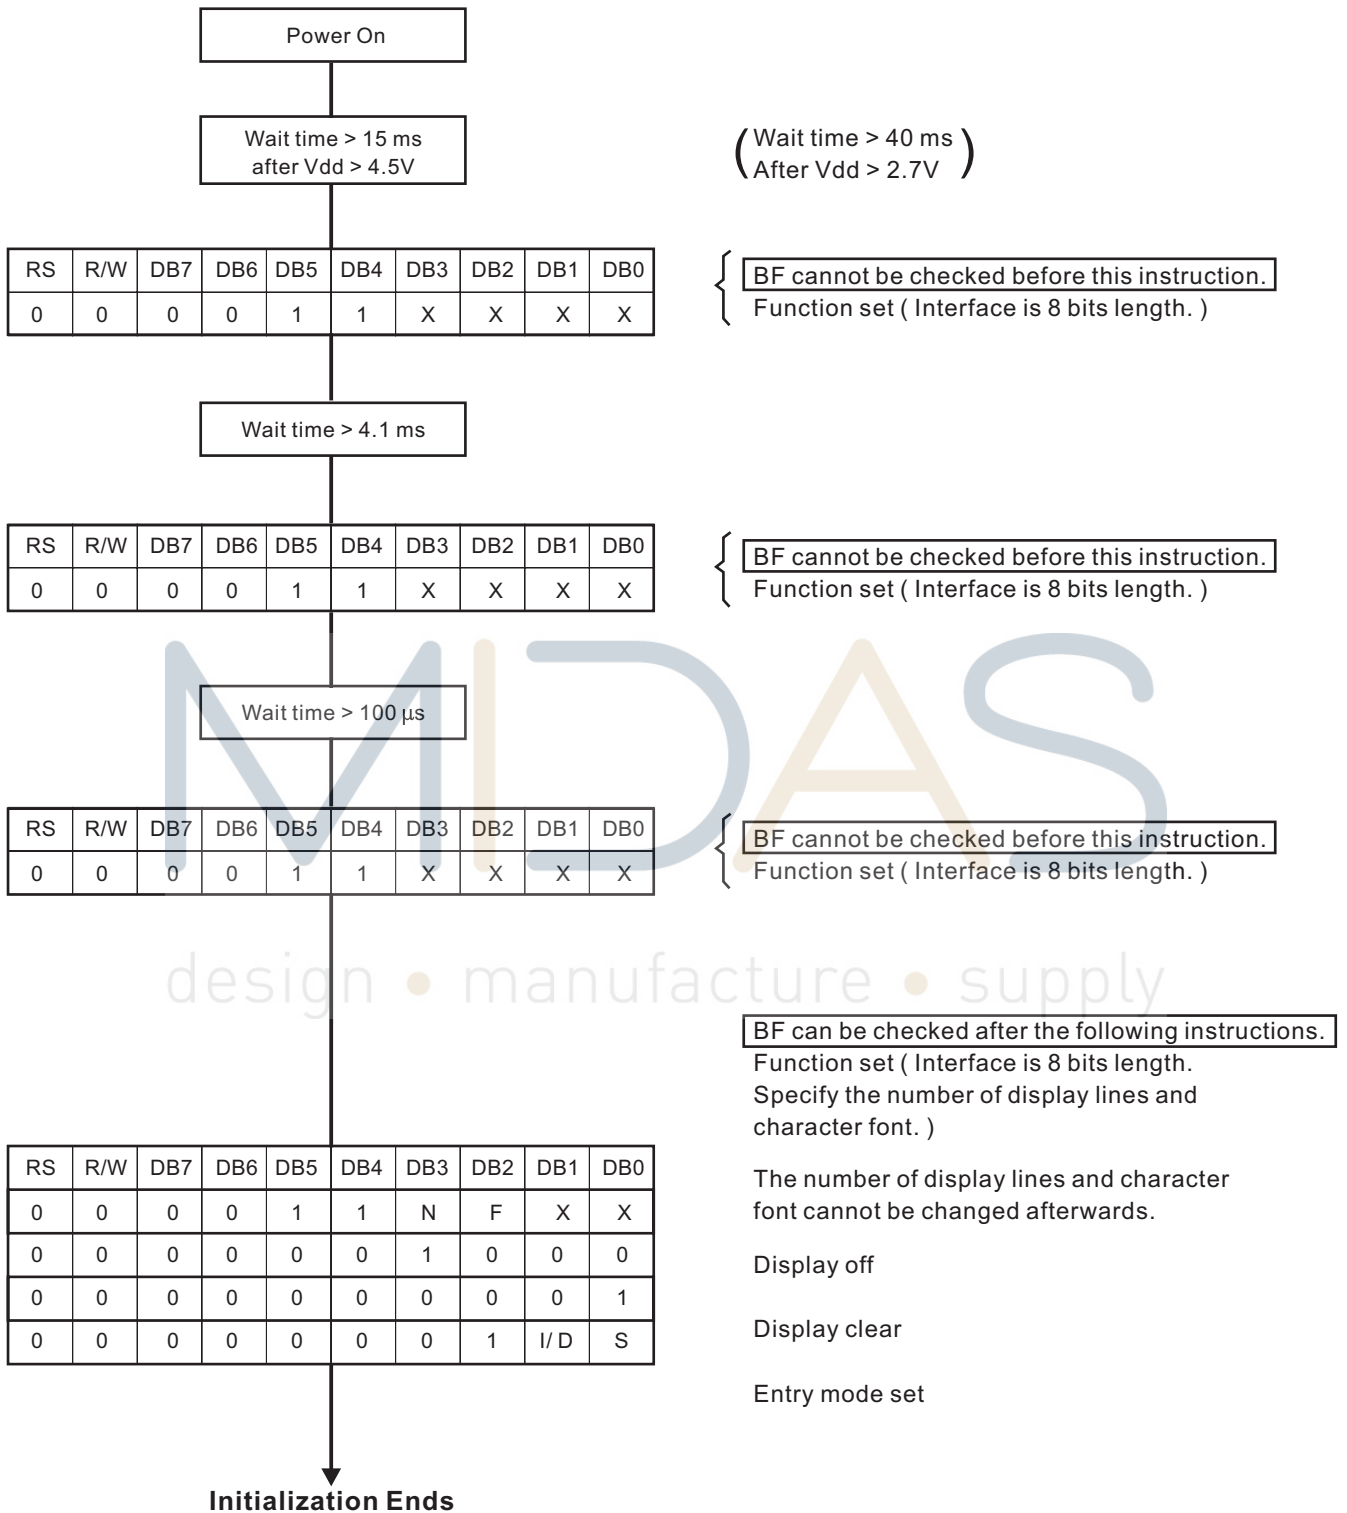 Power On
Wait time > 15 ms
after Vdd > 4.5V
Wait time > 40 ms
After Vdd > 2.7V
RS R/W DB7 DB6 DB5 DB4 DB3 DB2 DB1 DB0
0 0 0 0 1 1 X X X X
BF cannot be checked before this instruction.
Function set ( Interface is 8 bits length. )
Wait time > 4.1 ms
RS R/W DB7 DB6 DB5 DB4 DB3 DB2 DB1 DB0
0 0 0 0 1 1 X X X X
BF cannot be checked before this instruction.
Function set ( Interface is 8 bits length. )
MIDAS
Wait time > 100 µs
RS R/W DB7 DB6 DB5 DB4 DB3 DB2 DB1 DB0
0 0 0 0 1 1 X X X X
BF cannot be checked before this instruction.
Function set ( Interface is 8 bits length. )
design • manufacture • supply
BF can be checked after the following instructions.
Function set ( Interface is 8 bits length.
Specify the number of display lines and
character font. )
RS R/W DB7 DB6 DB5 DB4 DB3 DB2 DB1 DB0
0 0 0 0 1 1 N F X X
0 0 0 0 0 0 1 0 0 0
0 0 0 0 0 0 0 0 0 1
0 0 0 0 0 0 0 1 I/ D S
The number of display lines and character
font cannot be changed afterwards.
Display off
Display clear
Entry mode set
Initialization Ends